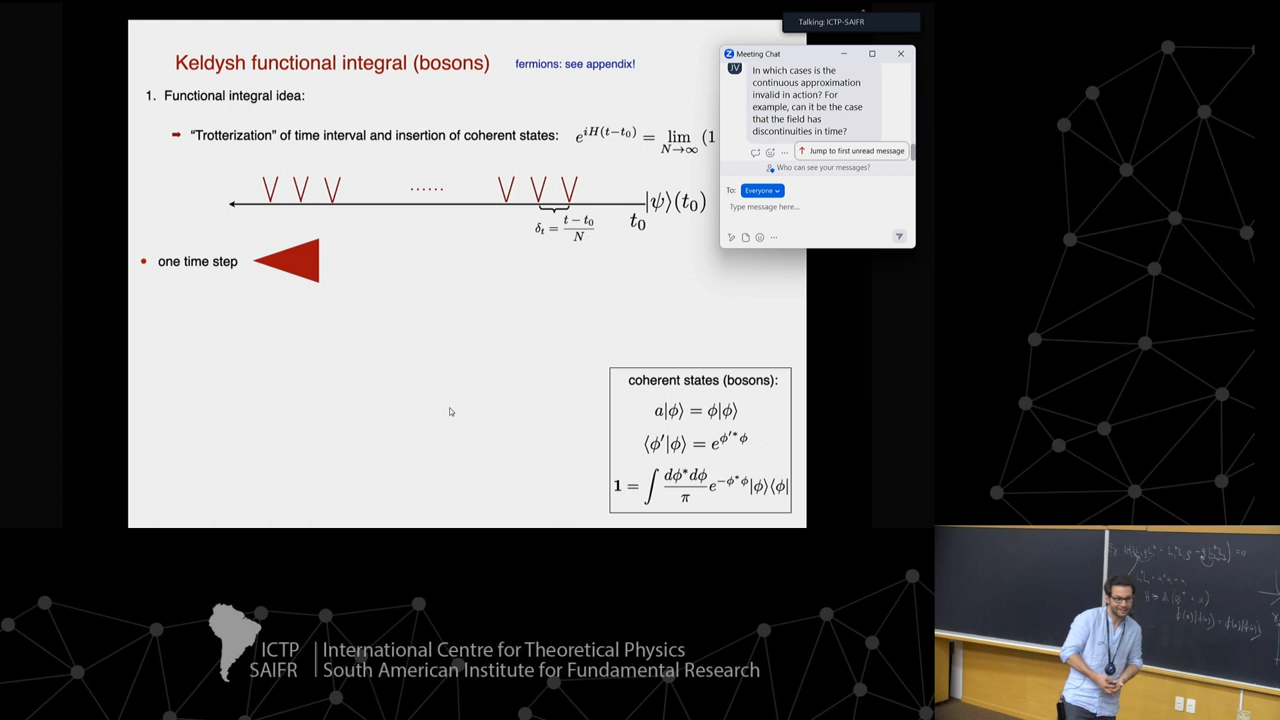 Talking: ICTP-SAIFR
Keldysh functional integral (bosons)
fermions: see appendix!
1. Functional integral idea:
➡ “Trotterization” of time interval and insertion of coherent states: e^{iH(t−t_0)} = lim_{N→∞} (1
...... |ψ⟩(t_0)
δ_t = \frac{t − t_0}{N}
t_0
• one time step
coherent states (bosons):
a|ϕ⟩ = ϕ|ϕ⟩
⟨ϕ′|ϕ⟩ = e^{ϕ′*ϕ}
1 = ∫ \frac{dϕ*dϕ}{π} e^{−ϕ*ϕ}|ϕ⟩⟨ϕ|
Meeting Chat
JV
In which cases is the
continuous approximation
invalid in action? For
example, can it be the case
that the field has
discontinuities in time?
Jump to first unread message
Who can see your messages?
To: Everyone
Type message here...
ICTP
SAIFR
International Centre for Theoretical Physics
South American Institute for Fundamental Research